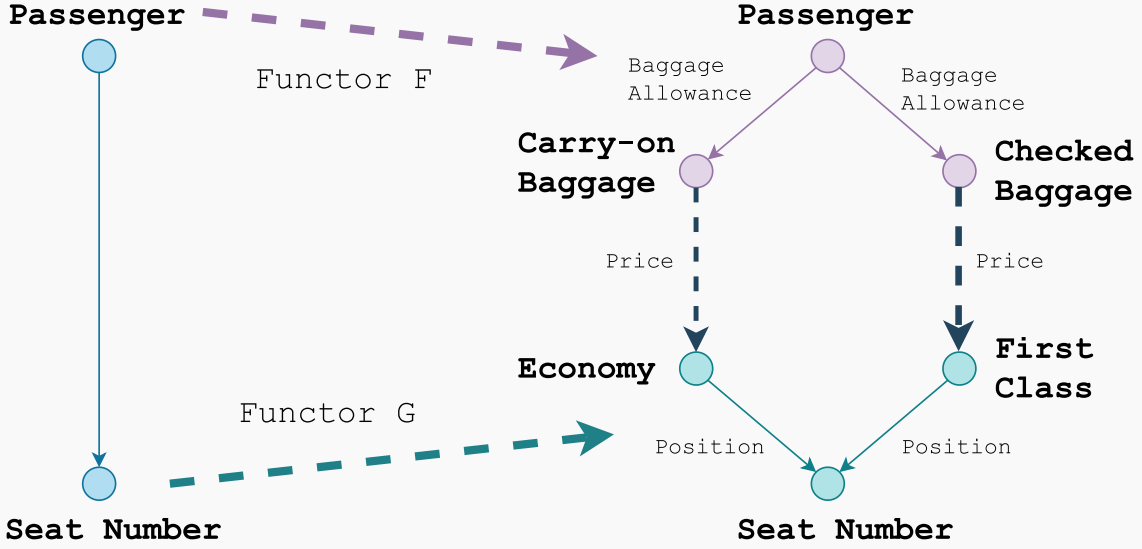 Passenger
Functor F
Passenger
Baggage
Allowance
Baggage
Allowance
Carry-on
Baggage
Checked
Baggage
Price
Price
Economy
First
Class
Functor G
Position
Position
Seat Number
Seat Number